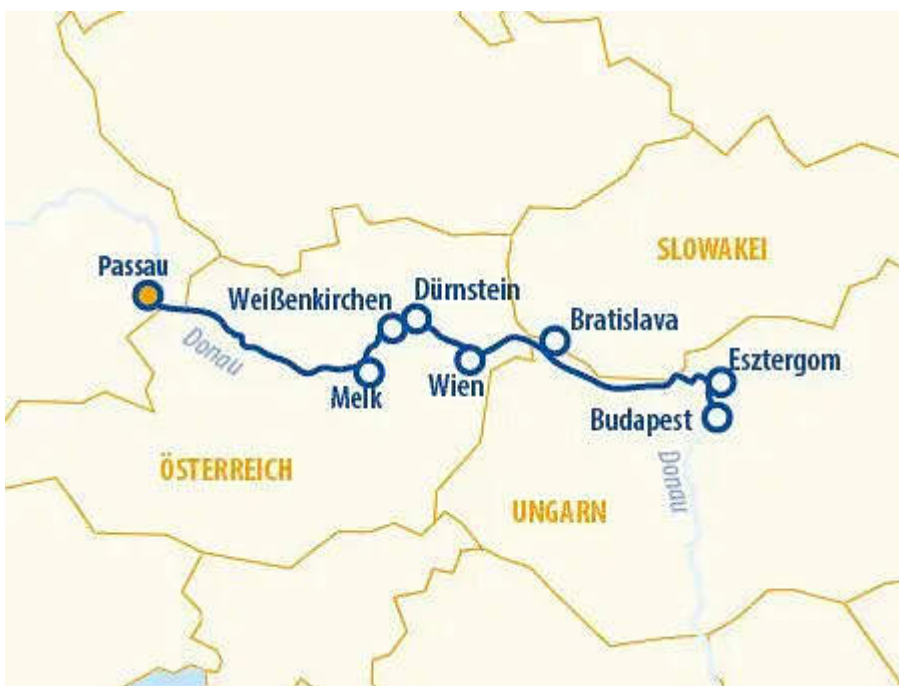 SLOWAKEI
Passau
Dürnstein
Weißenkirchen
Bratislava
Donau
Esztergom
Melk
Wien
Budapest
ÖSTERREICH
Donau
UNGARN